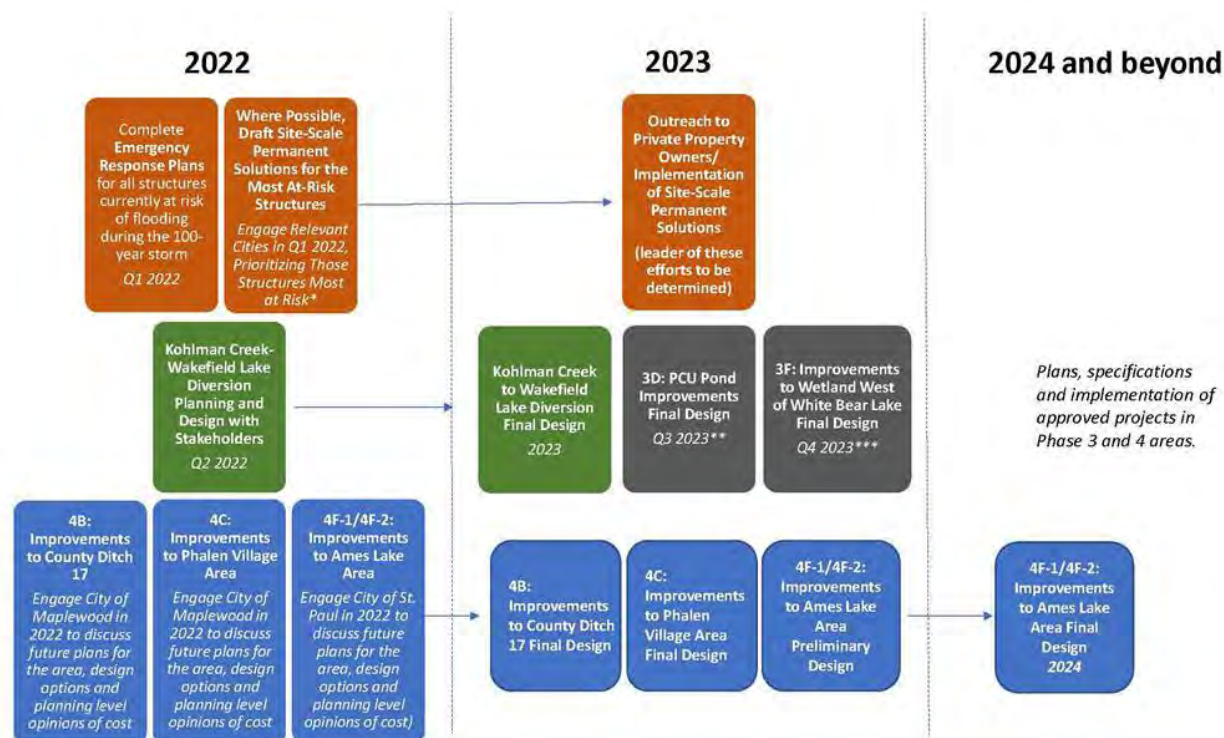 2022
2023
2024 and beyond
Complete
Emergency
Response Plans
for all structures
currently at risk
of flooding
during the 100-
year storm
Q1 2022
Where Possible,
Draft Site-Scale
Permanent
Solutions for the
Most At-Risk
Structures
Engage Relevant
Cities in Q1 2022,
Prioritizing Those
Structures Most
at Risk*
Outreach to
Private Property
Owners/
Implementation
of Site-Scale
Permanent
Solutions
(leader of these
efforts to be
determined)
Kohlman Creek-
Wakefield Lake
Diversion
Planning and
Design with
Stakeholders
Q2 2022
Kohlman Creek
to Wakefield
Lake Diversion
Final Design
2023
3D: PCU Pond
Improvements
Final Design
Q3 2023**
3F: Improvements
to Wetland West
of White Bear Lake
Final Design
Q4 2023***
Plans, specifications
and implementation of
approved projects in
Phase 3 and 4 areas.
4B:
Improvements
to County Ditch
17
Engage City of
Maplewood in
2022 to discuss
future plans for
the area, design
options and
planning level
opinions of cost
4C:
Improvements
to Phalen Village
Area
Engage City of
Maplewood in
2022 to discuss
future plans for
the area, design
options and
planning level
opinions of cost
4F-1/4F-2:
Improvements
to Ames Lake
Area
Engage City of St.
Paul in 2022 to
discuss future
plans for the
area, design
options and
planning level
opinions of cost)
4B:
Improvements
to County Ditch
17 Final Design
4C:
Improvements
to Phalen
Village Area
Final Design
4F-1/4F-2:
Improvements
to Ames Lake
Area
Preliminary
Design
4F-1/4F-2:
Improvements
to Ames Lake
Area Final
Design
2024